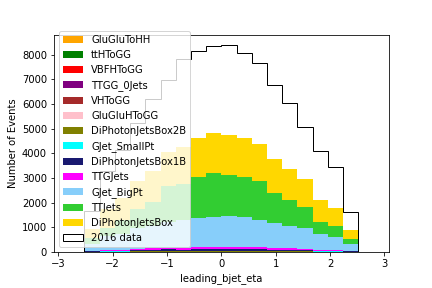 GluGluToHH
ttHToGG
VBFHToGG
TTGG_0Jets
VHToGG
GluGluHToGG
DiPhotonJetsBox2B
GJet_SmallPt
DiPhotonJetsBox1B
TTGJets
GJet_BigPt
TTJets
DiPhotonJetsBox
2016 data
Number of Events
8000
7000
6000
5000
4000
3000
2000
1000
0
−3
−2
−1
0
1
2
3
leading_bjet_eta